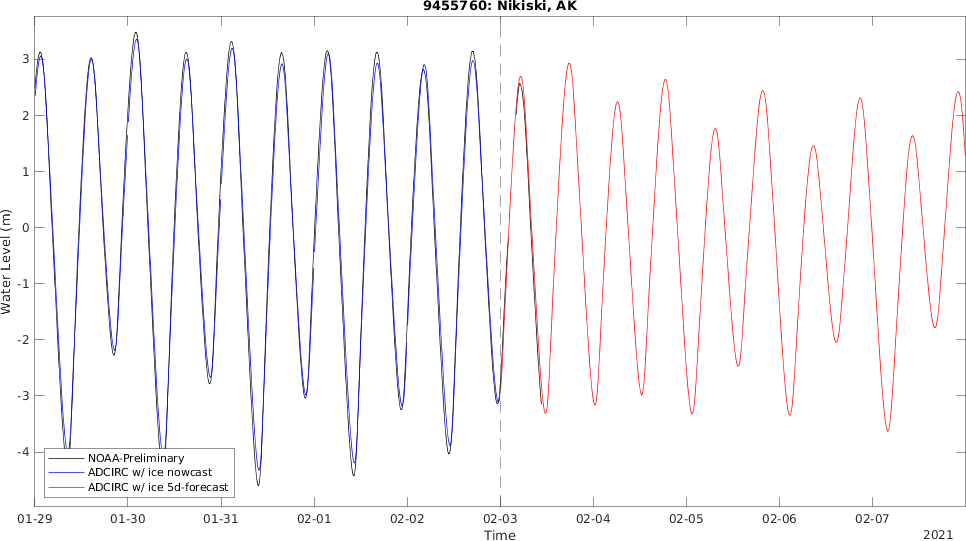 9455760: Nikiski, AK
Water Level (m)
3
2
1
0
-1
-2
-3
-4
NOAA-Preliminary
ADCIRC w/ ice nowcast
ADCIRC w/ ice 5d-forecast
01-29 01-30 01-31 02-01 02-02 02-03 02-04 02-05 02-06 02-07
Time
2021